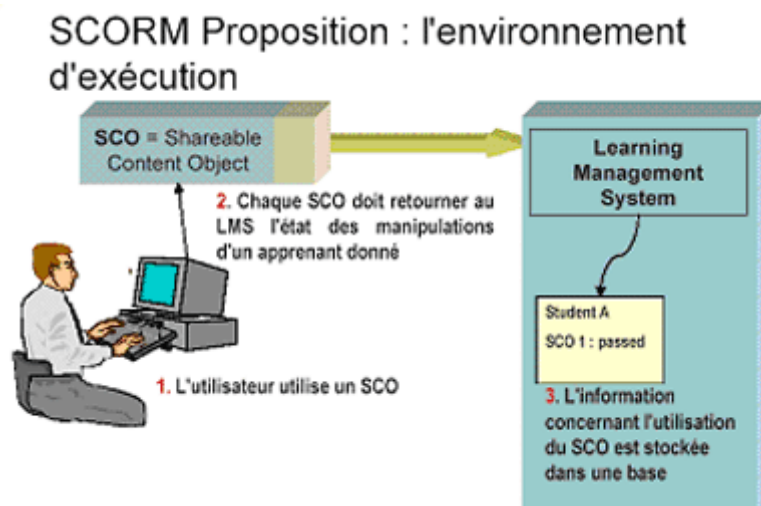 SCORM Proposition : l'environnement
d'exécution
SCO = Shareable
Content Object
Learning
Management
System
2. Chaque SCO doit retourner au
LMS l'état des manipulations
d'un apprenant donné
Student A
SCO 1 : passed
1. L'utilisateur utilise un SCO
3. L'information
concernant l'utilisation
du SCO est stockée
dans une base